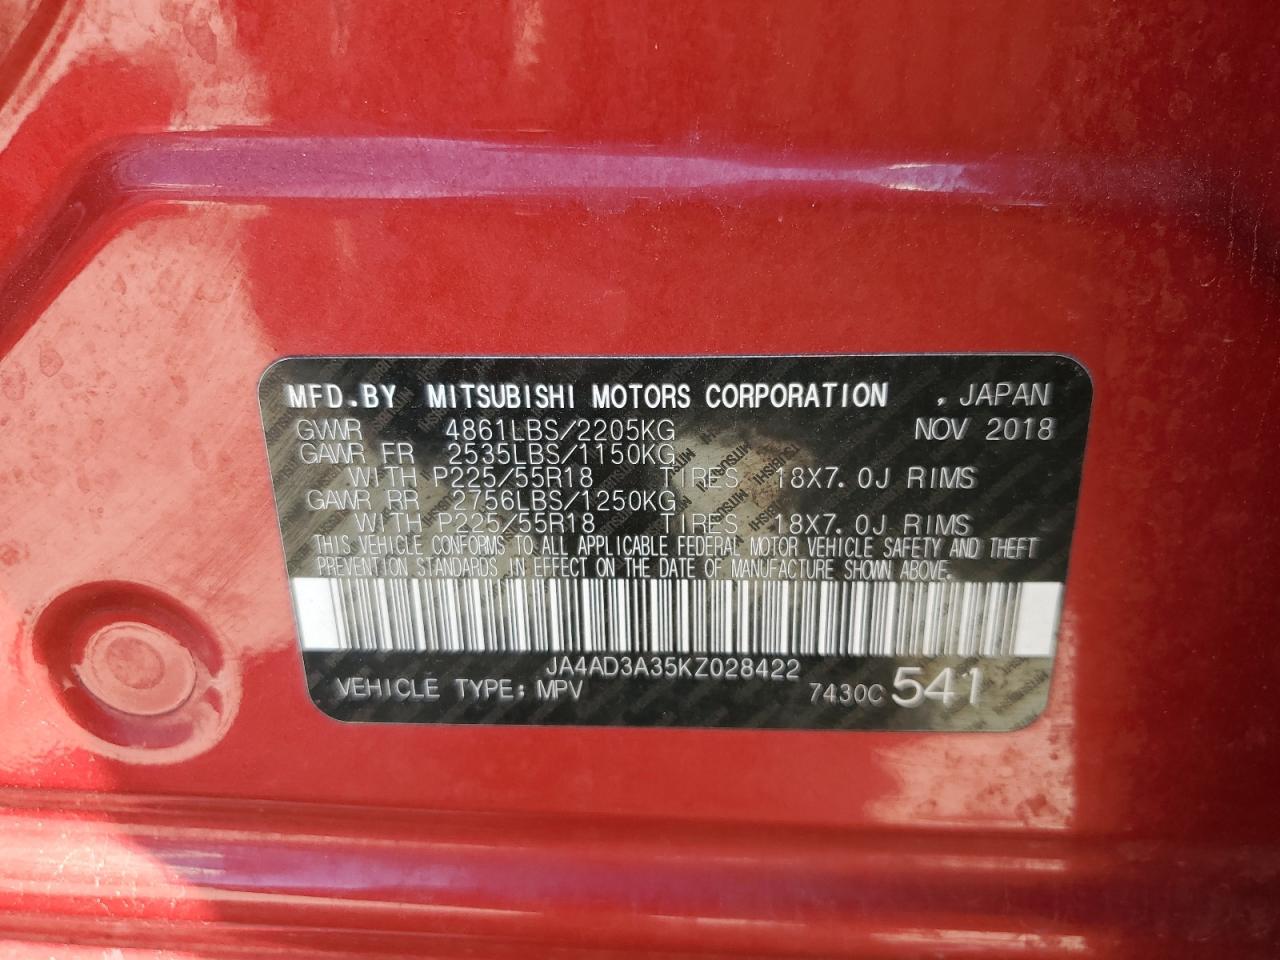 MFD.BY MITSUBISHI MOTORS CORPORATION , JAPAN
GVWR 4861LBS/2205KG NOV 2018
GAWR FR 2535LBS/1150KG
WITH P225/55R18 TIRES 18X7.0J RIMS
GAWR RR 2756LBS/1250KG
WITH P225/55R18 TIRES 18X7.0J RIMS
THIS VEHICLE CONFORMS TO ALL APPLICABLE FEDERAL MOTOR VEHICLE SAFETY AND THEFT
PREVENTION STANDARDS IN EFFECT ON THE DATE OF MANUFACTURE SHOWN ABOVE.
JA4AD3A35KZ028422
VEHICLE TYPE: MPV 7430C 541